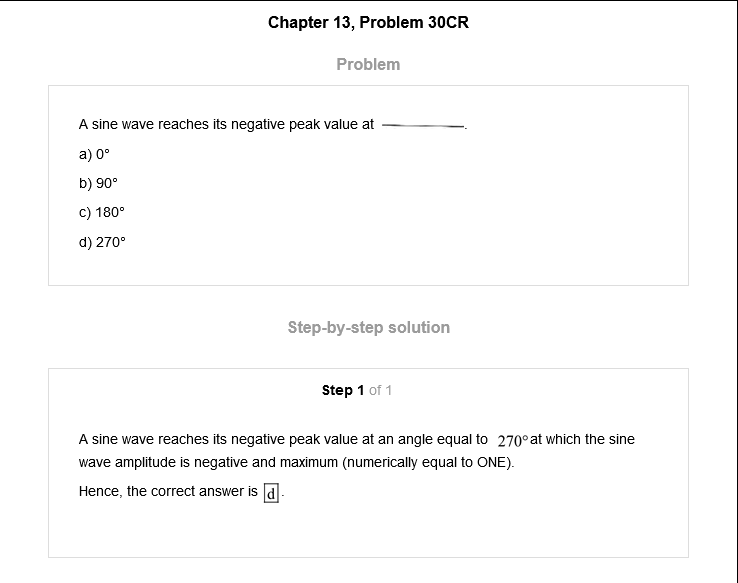 Chapter 13, Problem 30CR
Problem
A sine wave reaches its negative peak value at ________.
a) 0°
b) 90°
c) 180°
d) 270°
Step-by-step solution
Step 1 of 1
A sine wave reaches its negative peak value at an angle equal to 270° at which the sine
wave amplitude is negative and maximum (numerically equal to ONE).
Hence, the correct answer is d.